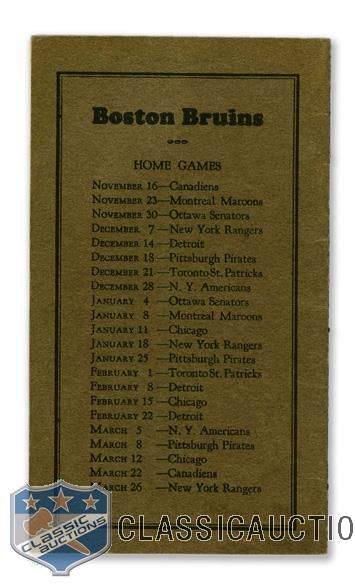 Boston Bruins
HOME GAMES
NOVEMBER 16—Canadiens
NOVEMBER 23—Montreal Maroons
NOVEMBER 30—Ottawa Senators
DECEMBER 7—New York Rangers
DECEMBER 14—Detroit
DECEMBER 18—Pittsburgh Pirates
DECEMBER 21—Toronto St. Patricks
DECEMBER 28—N. Y. Americans
JANUARY 4—Ottawa Senators
JANUARY 8—Montreal Maroons
JANUARY 11—Chicago
JANUARY 18—New York Rangers
JANUARY 25—Pittsburgh Pirates
FEBRUARY 1—Toronto St. Patricks
FEBRUARY 8—Detroit
FEBRUARY 15—Chicago
FEBRUARY 22—Detroit
MARCH 5—N. Y. Americans
MARCH 8—Pittsburgh Pirates
MARCH 12—Chicago
MARCH 22—Canadiens
MARCH 26—New York Rangers
CLASSIC AUCTIONS
CLASSICAUCTIO